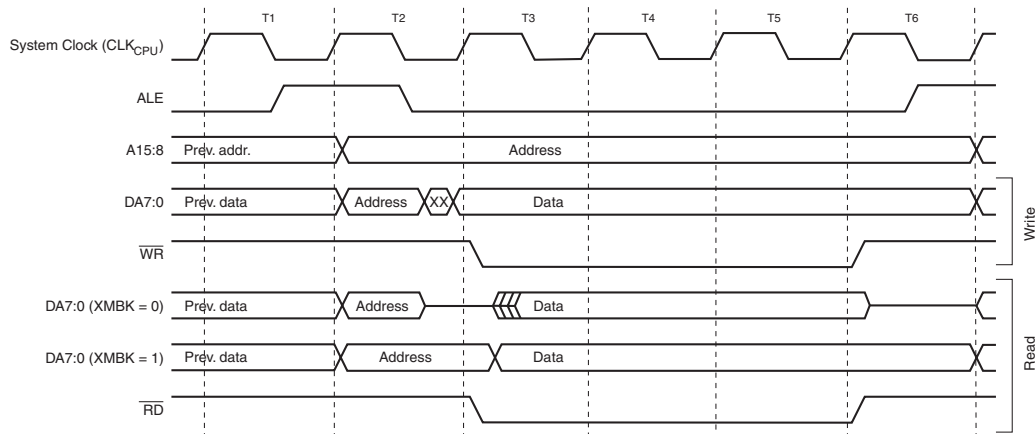 T1 T2 T3 T4 T5 T6
System Clock (CLKCPU)
ALE
A15:8 Prev. addr. Address
DA7:0 Prev. data Address XX Data
WR
Write
DA7:0 (XMBK = 0) Prev. data Address Data
DA7:0 (XMBK = 1) Prev. data Address Data
RD
Read